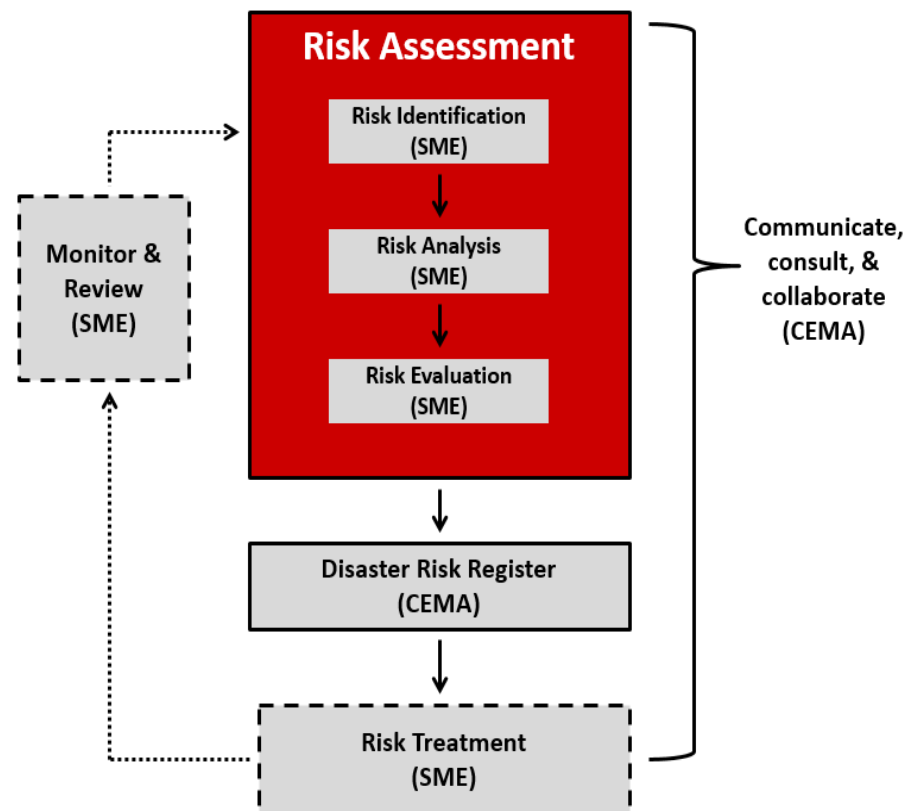 Risk Assessment
Risk Identification
(SME)
Risk Analysis
(SME)
Risk Evaluation
(SME)
Monitor &
Review
(SME)
Communicate,
consult, &
collaborate
(CEMA)
Disaster Risk Register
(CEMA)
Risk Treatment
(SME)